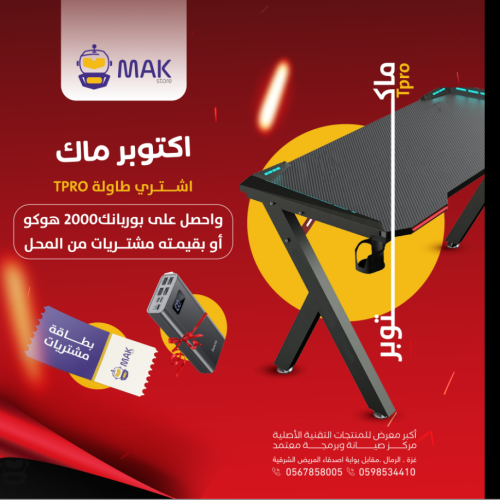 MAK
store
اكتوبر ماك
اشتري طاولة TPRO
واحصل على بوربانك2000 هوكو
أو بقيمته مشتريات من المحل
ماك
Tpro
ستوبر
بطاقة
مشتريات
MAK
أكبر معرض للمنتجات التقنية الأصلية
مركز صيانة وبرمجة معتمد
غزة . الرمال .مقابل بوابة اصدقاء المريض الشرقية
0567858005 0598534410